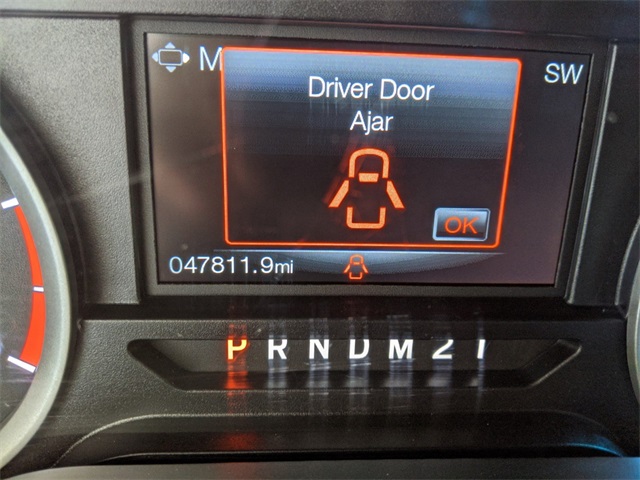 M
SW
Driver Door
Ajar
OK
047811.9mi
P R N D M 2 1